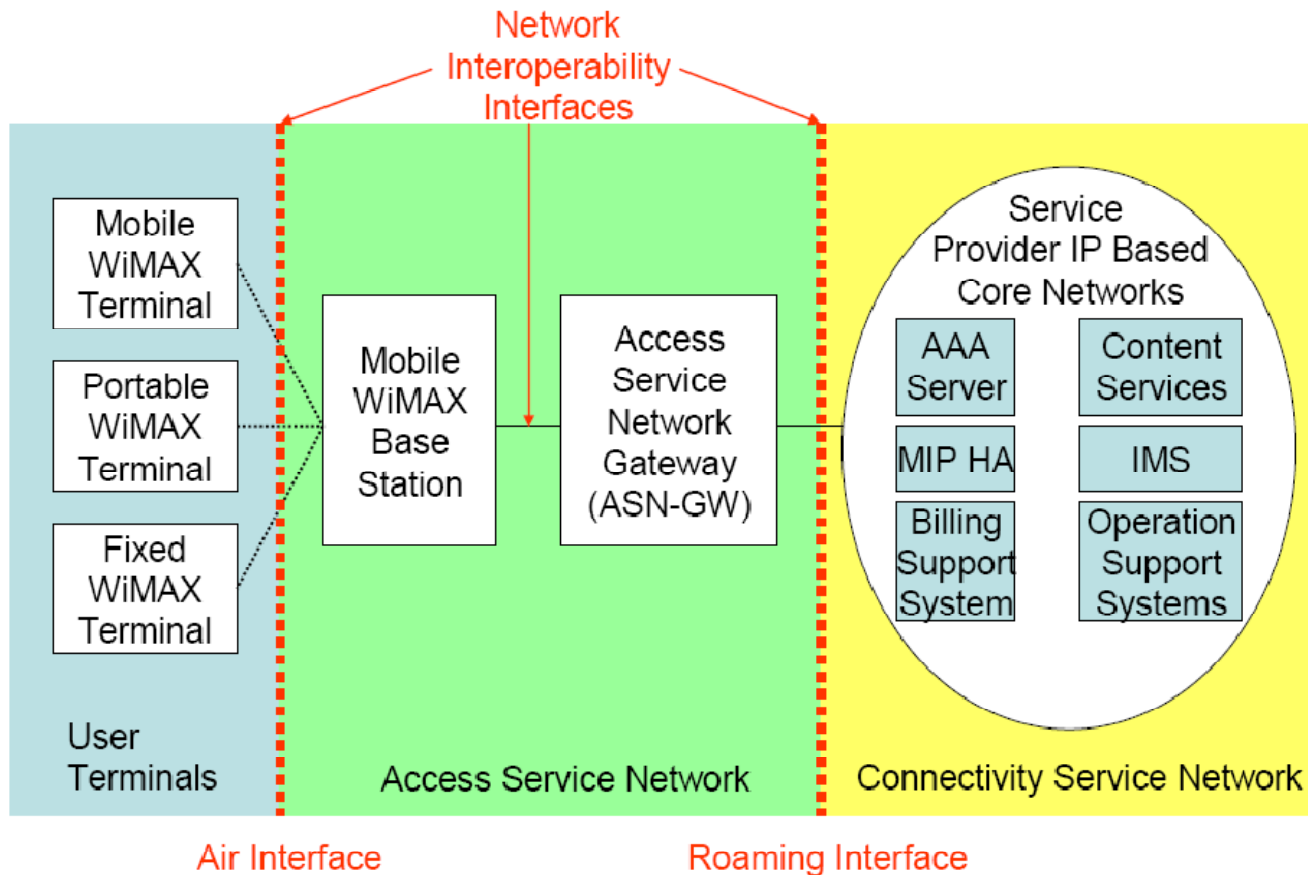 Network
Interoperability
Interfaces
Mobile
WiMAX
Terminal
Portable
WiMAX
Terminal
Fixed
WiMAX
Terminal
User
Terminals
Mobile
WiMAX
Base
Station
Access
Service
Network
Gateway
(ASN-GW)
Access Service Network
Service
Provider IP Based
Core Networks
AAA
Server
Content
Services
MIP HA
IMS
Billing
Support
System
Operation
Support
Systems
Connectivity Service Network
Air Interface
Roaming Interface